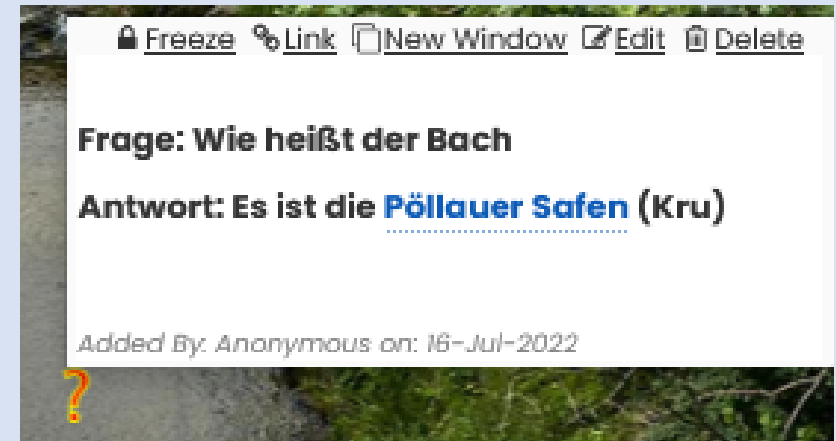 Freeze Link New Window Edit Delete
Frage: Wie heißt der Bach
Antwort: Es ist die Pöllauer Safen (Kru)
Added By: Anonymous on: 16-Jul-2022
?